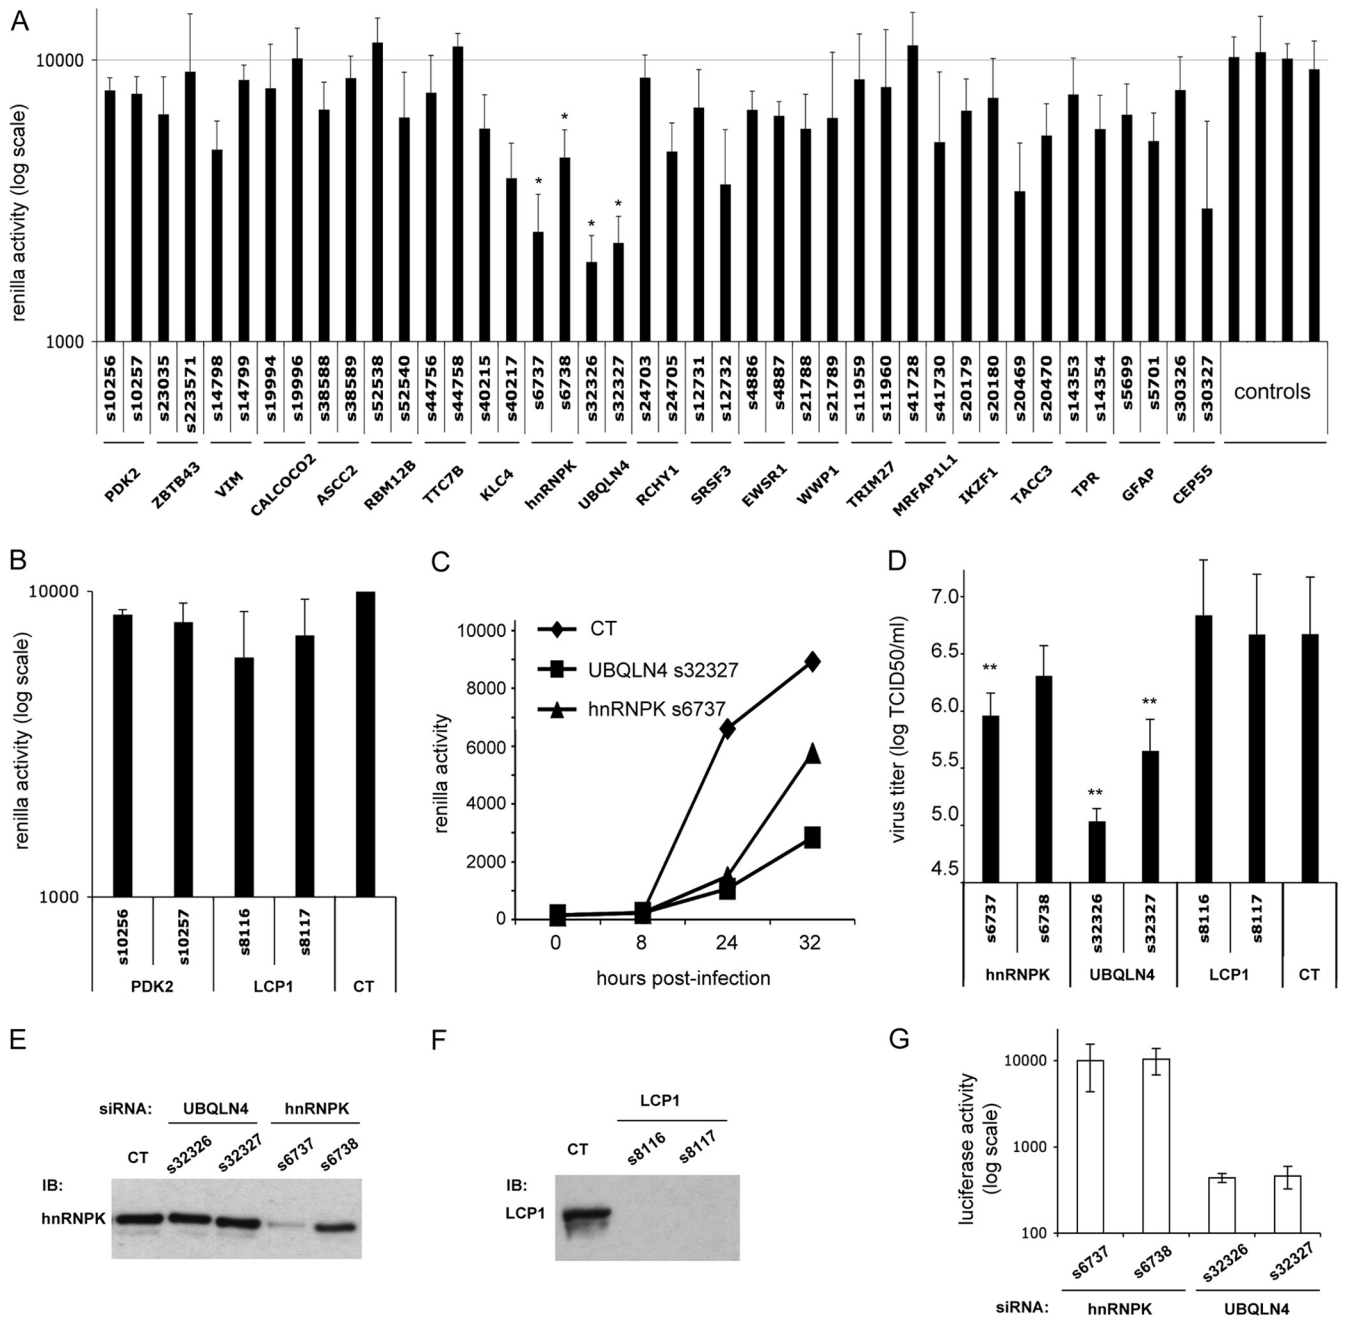 A
renilla activity (log scale)
10000
1000
* * * *
s10256 s10257 s23035 s223571 s14798 s14799 s19994 s19996 s38588 s38589 s52538 s52540 s44756 s44758 s40215 s40217 s6737 s6738 s32326 s32327 s24703 s24705 s12731 s12732 s4886 s4887 s21788 s21789 s11959 s11960 s41728 s41730 s20179 s20180 s20469 s20470 s14353 s14354 s5699 s5701 s30326 s30327 controls
PDK2 ZBTB43 VIM CALCOCO2 ASCC2 RBM12B TTC7B KLC4 hnRNPK UBQLN4 RCHY1 SRSF3 EWSR1 WWP1 TRIM27 MRFAP1L1 IKZF1 TACC3 TPR GFAP CEP55
B
renilla activity (log scale)
10000
1000
s10256 s10257 s8116 s8117
PDK2 LCP1 CT
C
renilla activity
10000
8000
6000
4000
2000
0
CT
UBQLN4 s32327
hnRNPK s6737
0 8 24 32
hours post-infection
D
virus titer (log TCID50/ml)
7.0
6.5
6.0
5.5
5.0
4.5
** ** **
s6737 s6738 s32326 s32327 s8116 s8117
hnRNPK UBQLN4 LCP1 CT
E
siRNA: UBQLN4 hnRNPK
CT s32326 s32327 s6737 s6738
IB:
hnRNPK
F
LCP1
CT s8116 s8117
IB:
LCP1
G
luciferase activity
(log scale)
10000
1000
100
s6737 s6738 s32326 s32327
siRNA: hnRNPK UBQLN4